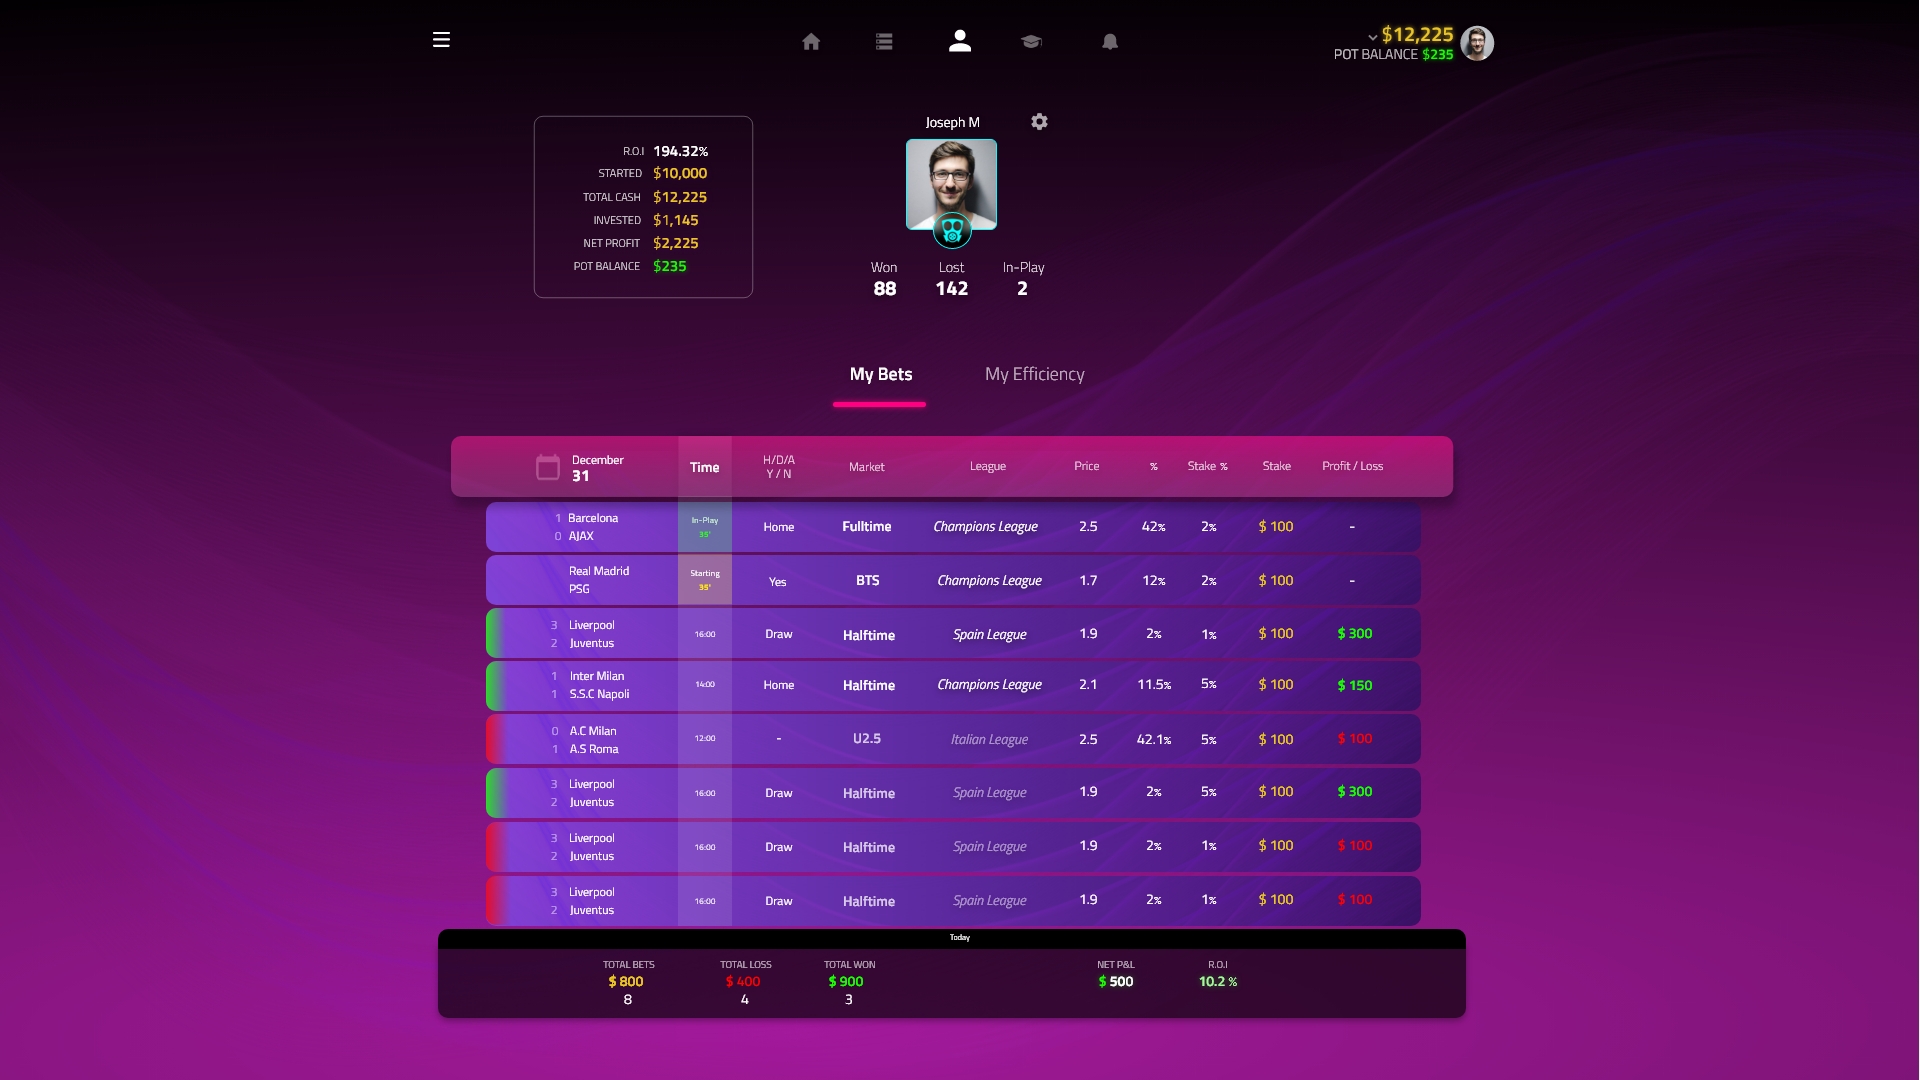 $12,225
POT BALANCE $235
Joseph M
R.O.I 194.32%
STARTED $10,000
TOTAL CASH $12,225
INVESTED $1,145
NET PROFIT $2,225
POT BALANCE $235
Won Lost In-Play
88 142 2
My Bets My Efficiency
December
31
Time
H/D/A
Y / N
Market League Price % Stake % Stake Profit / Loss
1 Barcelona
0 AJAX
In-Play
35'
Home Fulltime Champions League 2.5 42% 2% $ 100 -
Real Madrid
PSG
Starting
35'
Yes BTS Champions League 1.7 12% 2% $ 100 -
3 Liverpool
2 Juventus
16:00 Draw Halftime Spain League 1.9 2% 1% $ 100 $ 300
1 Inter Milan
1 S.S.C Napoli
14:00 Home Halftime Champions League 2.1 11.5% 5% $ 100 $ 150
0 A.C Milan
1 A.S Roma
12:00 - U2.5 Italian League 2.5 42.1% 5% $ 100 $ 100
3 Liverpool
2 Juventus
16:00 Draw Halftime Spain League 1.9 2% 5% $ 100 $ 300
3 Liverpool
2 Juventus
16:00 Draw Halftime Spain League 1.9 2% 1% $ 100 $ 100
3 Liverpool
2 Juventus
16:00 Draw Halftime Spain League 1.9 2% 1% $ 100 $ 100
Today
TOTAL BETS TOTAL LOSS TOTAL WON NET P&L R.O.I
$ 800 $ 400 $ 900 $ 500 10.2 %
8 4 3